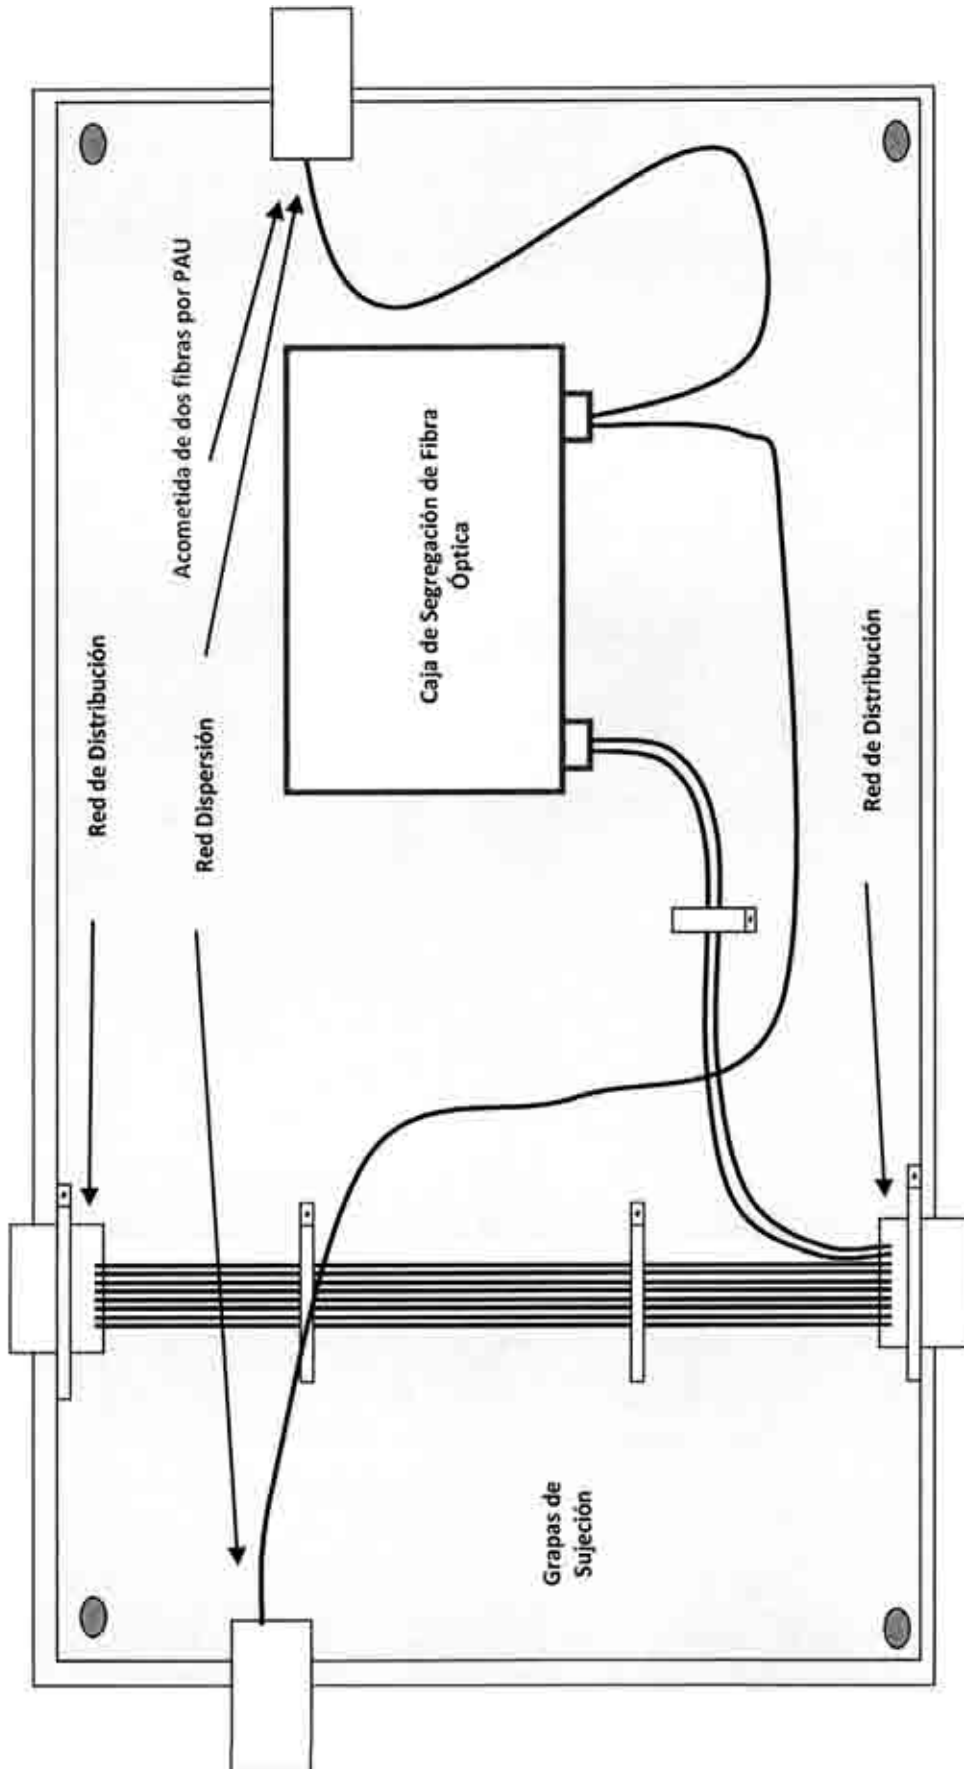 Acometida de dos fibras por PAU
Red de Distribución
Red Dispersión
Caja de Segregación de Fibra
Óptica
Red de Distribución
Grapas de
Sujeción